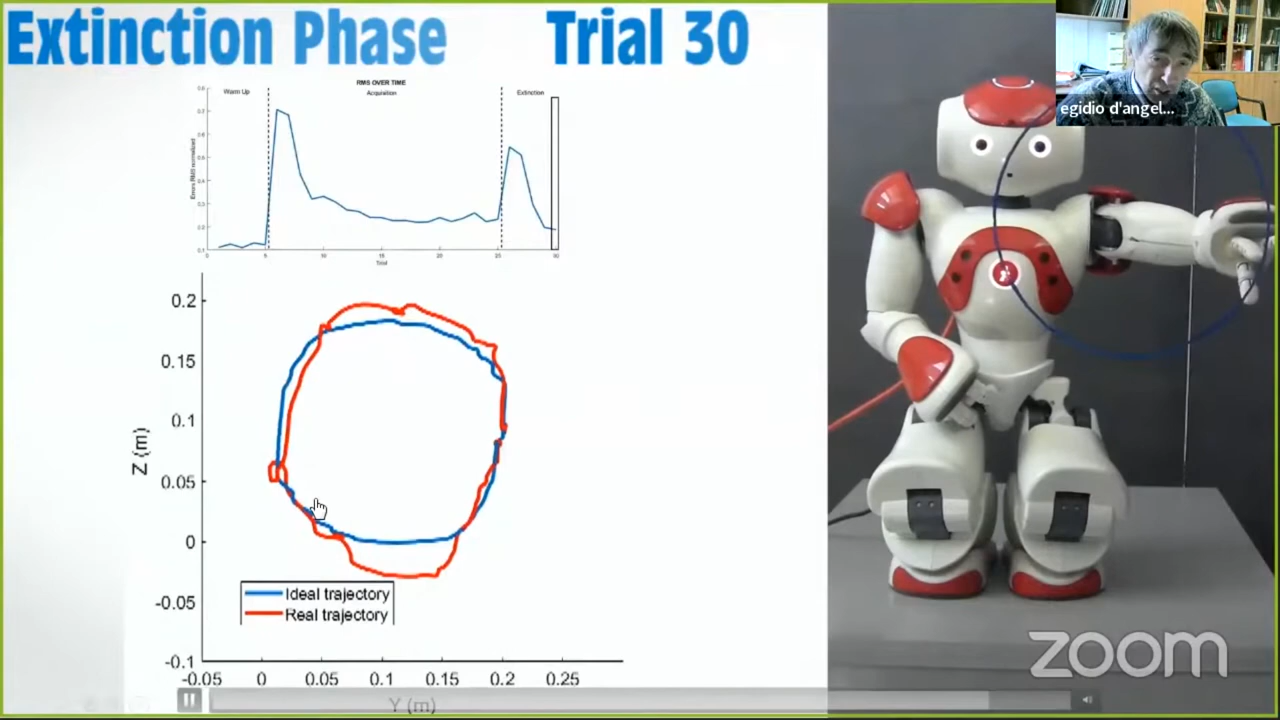 Extinction Phase Trial 30
egidio d'angel...
RMS OVER TIME
Warm Up Acquisition Extinction
Trial
0.2
0.15
0.1
0.05
0
-0.05
-0.1
Z (m)
Ideal trajectory
Real trajectory
-0.05 0 0.05 0.1 0.15 0.2 0.25
Y (m)
zoom